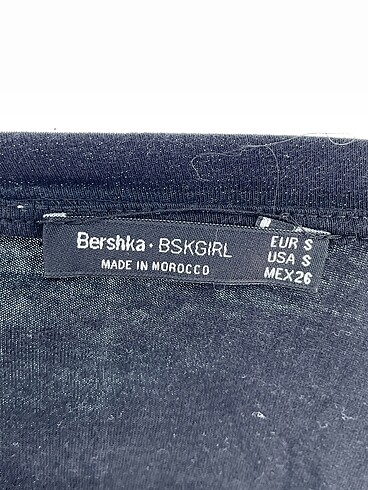 Bershka · BSKGIRL
MADE IN MOROCCO
EUR S
USA S
MEX26